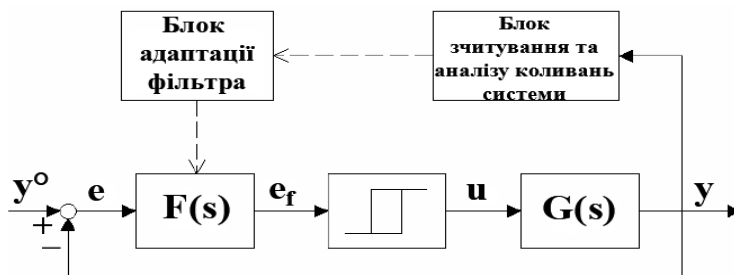 Блок
адаптації
фільтра
Блок
зчитування та
аналізу коливань
системи
y°
e
F(s)
e_f
u
G(s)
y
+
−